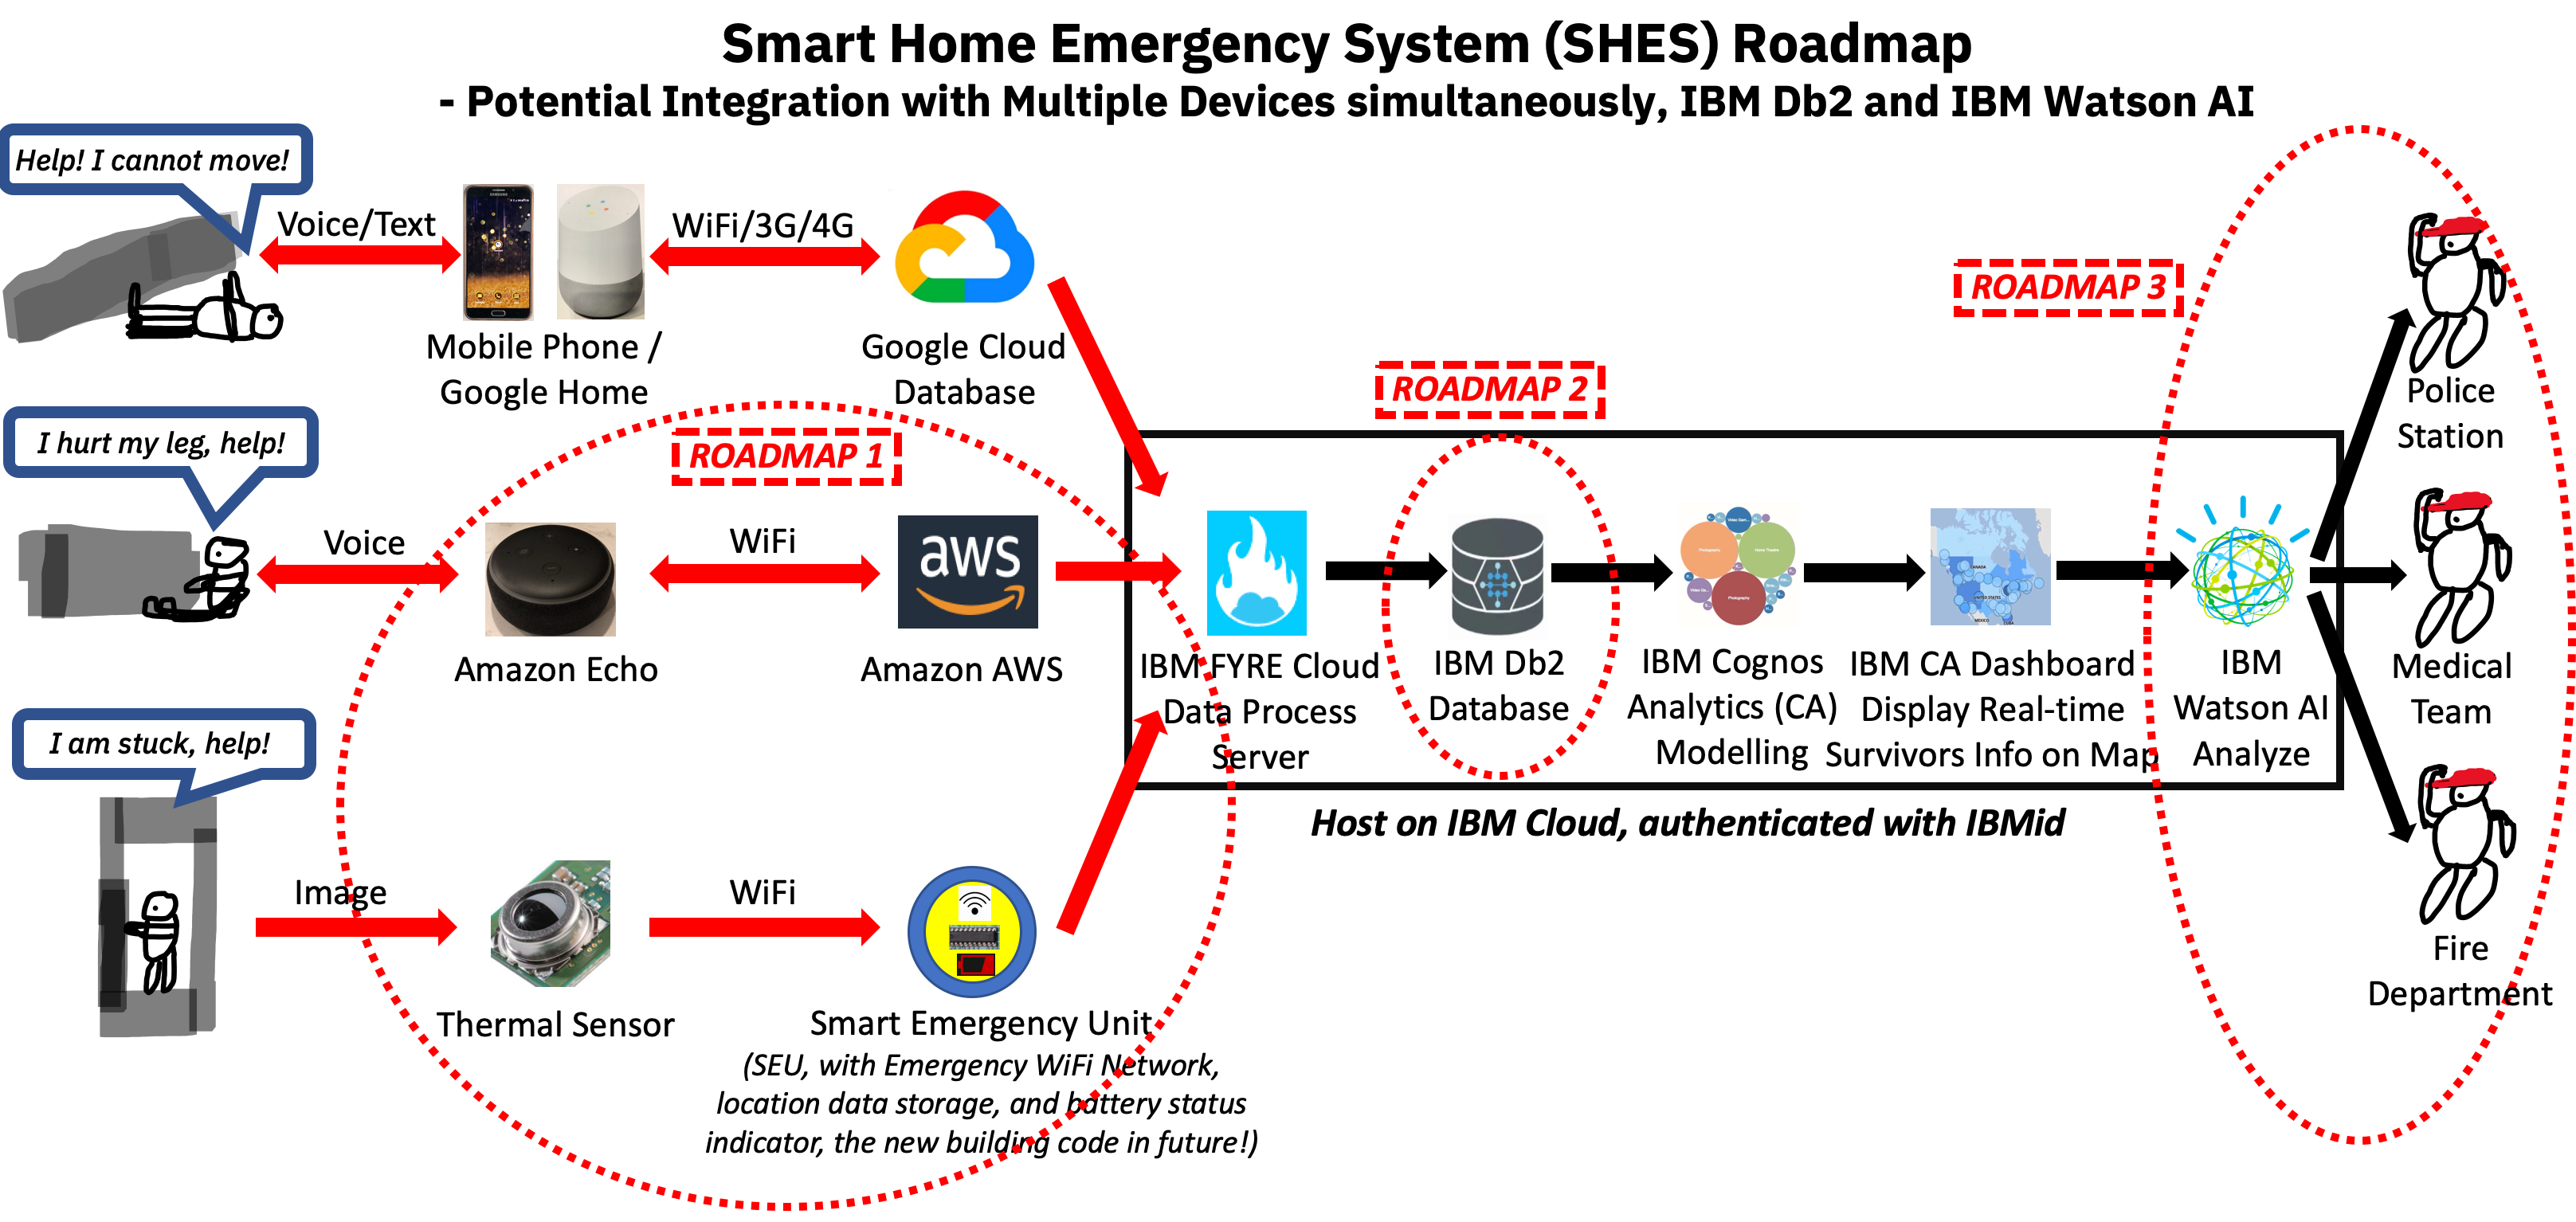 Smart Home Emergency System (SHES) Roadmap
- Potential Integration with Multiple Devices simultaneously, IBM Db2 and IBM Watson AI
Help! I cannot move!
Voice/Text
WiFi/3G/4G
Mobile Phone /
Google Home
Google Cloud
Database
ROADMAP 3
Police
Station
ROADMAP 2
I hurt my leg, help!
ROADMAP 1
Voice
WiFi
aws
Amazon Echo
Amazon AWS
IBM FYRE Cloud
Data Process
Server
IBM Db2
Database
IBM Cognos
Analytics (CA)
Modelling
IBM CA Dashboard
Display Real-time
Survivors Info on Map
IBM
Watson AI
Analyze
Medical
Team
I am stuck, help!
Host on IBM Cloud, authenticated with IBMid
Image
WiFi
Thermal Sensor
Smart Emergency Unit
(SEU, with Emergency WiFi Network,
location data storage, and battery status
indicator, the new building code in future!)
Fire
Department